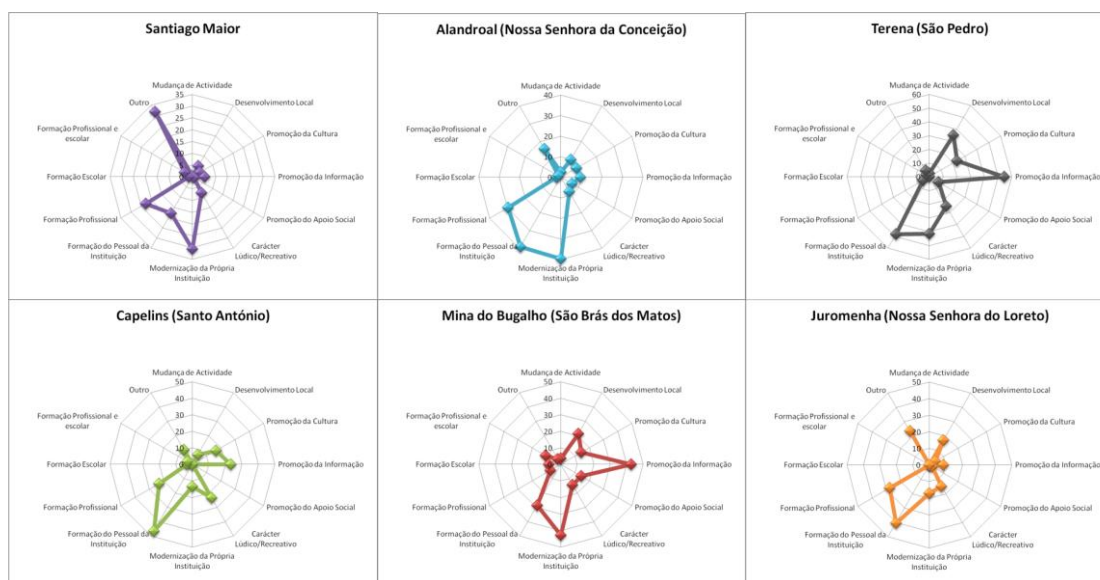 Santiago Maior
Mudança de Actividade
35
30
25
20
15
10
5
0
Desenvolvimento Local
Promoção da Cultura
Promoção da Informação
Promoção do Apoio Social
Carácter
Lúdico/Recreativo
Modernização da Própria
Instituição
Formação do Pessoal da
Instituição
Formação Profissional
Formação Escolar
Formação Profissional e
escolar
Outro
Alandroal (Nossa Senhora da Conceição)
Mudança de Actividade
40
30
20
10
0
Desenvolvimento Local
Promoção da Cultura
Promoção da Informação
Promoção do Apoio Social
Carácter
Lúdico/Recreativo
Modernização da Própria
Instituição
Formação do Pessoal da
Instituição
Formação Profissional
Formação Escolar
Formação Profissional e
escolar
Outro
Terena (São Pedro)
Mudança de Actividade
60
50
40
30
20
10
0
Desenvolvimento Local
Promoção da Cultura
Promoção da Informação
Promoção do Apoio Social
Carácter
Lúdico/Recreativo
Modernização da Própria
Instituição
Formação do Pessoal da
Instituição
Formação Profissional
Formação Escolar
Formação Profissional e
escolar
Outro
Capelins (Santo António)
Mudança de Actividade
50
40
30
20
10
0
Desenvolvimento Local
Promoção da Cultura
Promoção da Informação
Promoção do Apoio Social
Carácter
Lúdico/Recreativo
Modernização da Própria
Instituição
Formação do Pessoal da
Instituição
Formação Profissional
Formação Escolar
Formação Profissional e
escolar
Outro
Mina do Bugalho (São Brás dos Matos)
Mudança de Actividade
50
40
30
20
10
0
Desenvolvimento Local
Promoção da Cultura
Promoção da Informação
Promoção do Apoio Social
Carácter
Lúdico/Recreativo
Modernização da Própria
Instituição
Formação do Pessoal da
Instituição
Formação Profissional
Formação Escolar
Formação Profissional e
escolar
Outro
Juromenha (Nossa Senhora do Loreto)
Mudança de Actividade
50
40
30
20
10
0
Desenvolvimento Local
Promoção da Cultura
Promoção da Informação
Promoção do Apoio Social
Carácter
Lúdico/Recreativo
Modernização da Própria
Instituição
Formação do Pessoal da
Instituição
Formação Profissional
Formação Escolar
Formação Profissional e
escolar
Outro